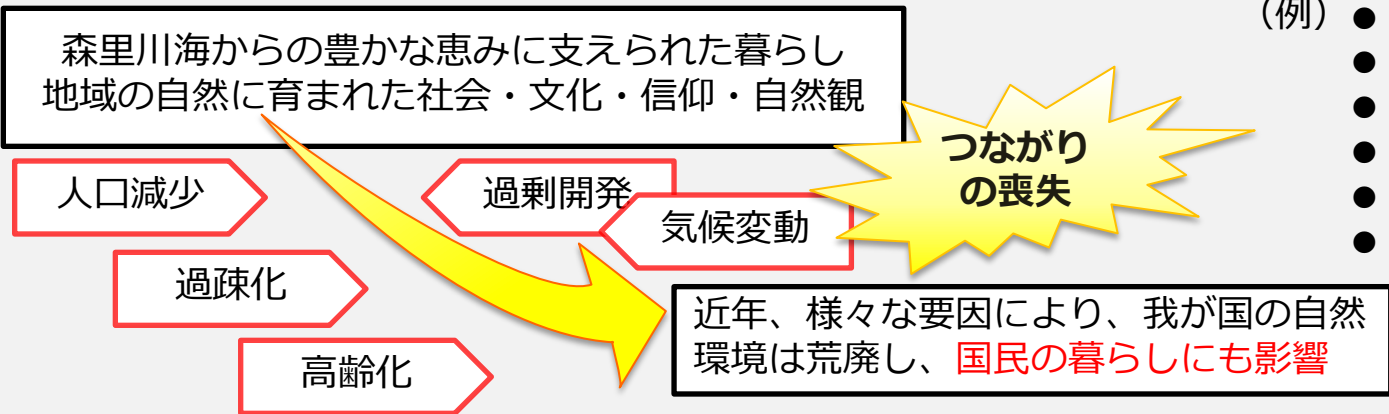 （例）●
●
●
●
●
●
森里川海からの豊かな恵みに支えられた暮らし
地域の自然に育まれた社会・文化・信仰・自然観
つながり
の喪失
人口減少
過剰開発
気候変動
過疎化
高齢化
近年、様々な要因により、我が国の自然
環境は荒廃し、国民の暮らしにも影響